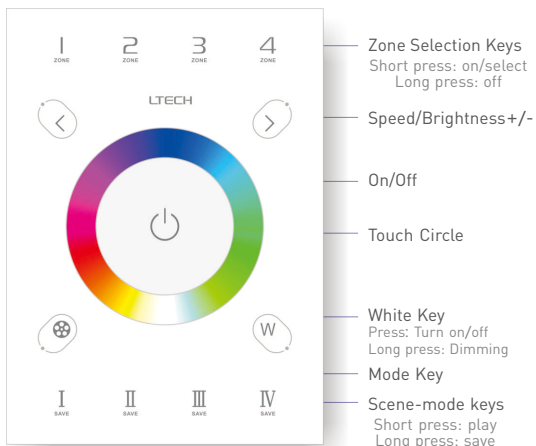 1 2 3 4
ZONE ZONE ZONE ZONE
LTECH
W
I II III IV
SAVE SAVE SAVE SAVE
Zone Selection Keys
Short press: on/select
Long press: off
Speed/Brightness+/-
On/Off
Touch Circle
White Key
Press: Turn on/off
Long press: Dimming
Mode Key
Scene-mode keys
Short press: play
Long press: save